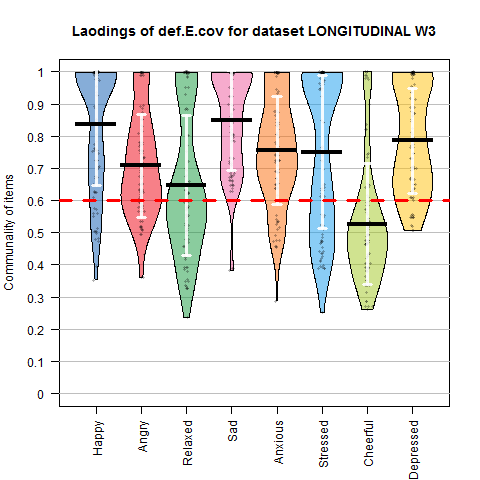 Laodings of def.E.cov for dataset LONGITUDINAL W3
Communality of items
1
0.9
0.8
0.7
0.6
0.5
0.4
0.3
0.2
0.1
0
Happy
Angry
Relaxed
Sad
Anxious
Stressed
Cheerful
Depressed